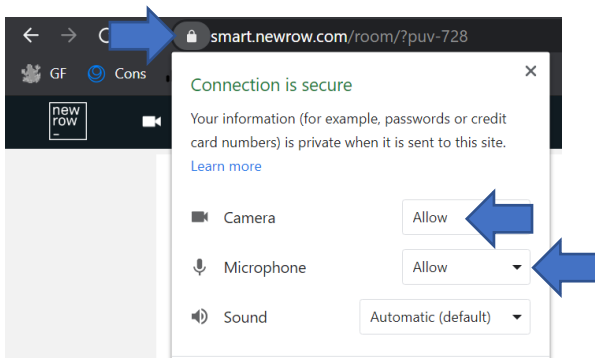 smart.newrow.com/room/?puv-728
GF Cons
new
row
Connection is secure
Your information (for example, passwords or credit
card numbers) is private when it is sent to this site.
Learn more
Camera Allow
Microphone Allow
Sound Automatic (default)